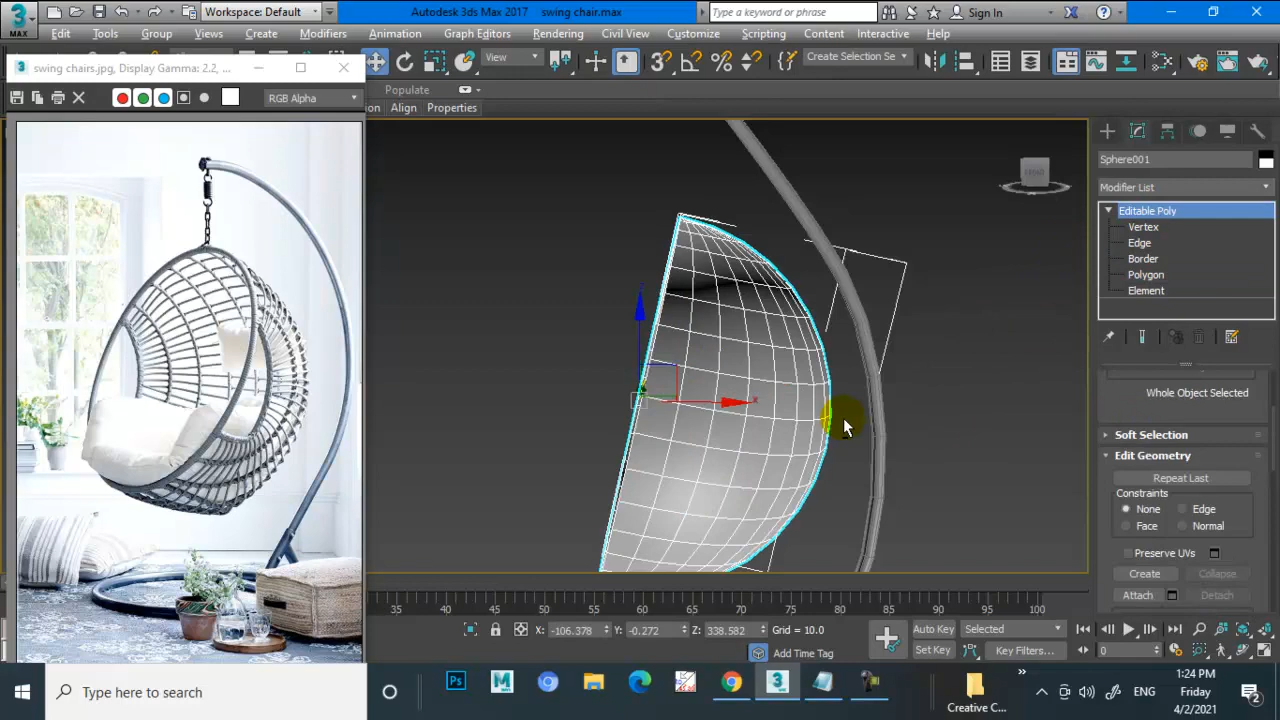 3
MAX
Workspace: Default
Autodesk 3ds Max 2017 swing chair.max
Type a keyword or phrase
Sign In
Edit Tools Group Views Create Modifiers Animation Graph Editors Rendering Civil View Customize Scripting Content Interactive Help
swing chairs.jpg, Display Gamma: 2.2, ...
View
Create Selection Se
RGB Alpha
Populate
Align Properties
Sphere001
Modifier List
Editable Poly
Vertex
Edge
Border
Polygon
Element
FRONT
z
x
Whole Object Selected
Soft Selection
Edit Geometry
Repeat Last
Constraints
None Edge
Face Normal
Preserve UVs
Create Collapse
Attach Detach
35 40 45 50 55 60 65 70 75 80 85 90 95 100
X: -106.378 Y: -0.272 Z: 338.582 Grid = 10.0
Add Time Tag
Auto Key Selected
Set Key Key Filters...
0
Type here to search
Creative C...
ENG
1:24 PM
Friday
4/2/2021
2